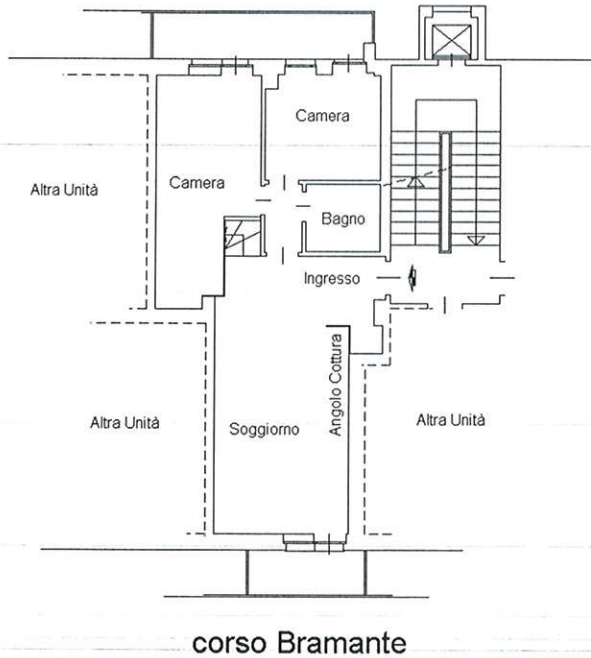 Camera
Camera
Altra Unità
Bagno
Ingresso
Angolo Cottura
Altra Unità
Soggiorno
Altra Unità
corso Bramante